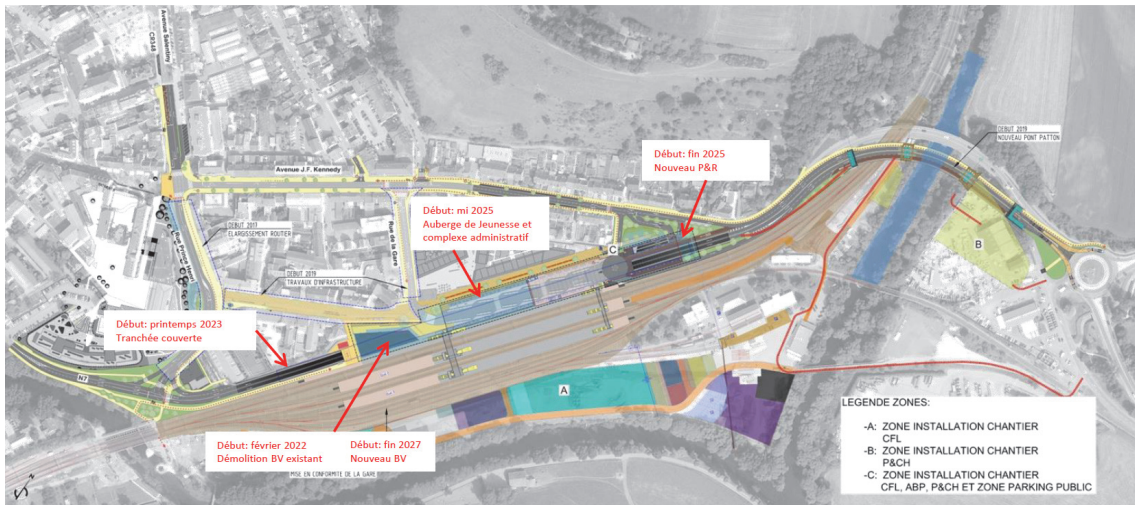 Avenue Salentiny
CR348
DEBUT 2019
NOUVEAU PONT PATTON
Début: fin 2025
Nouveau P&R
Avenue J.F. Kennedy
Début: mi 2025
Auberge de Jeunesse et
complexe administratif
Rue de la Gare
DEBUT 2017
ELARGISSEMENT ROUTIER
Rue Prince Henri
C
B
DEBUT 2019
TRAVAUX D'INFRASTRUCTURE
Début: printemps 2023
Tranchée couverte
N7
A
LEGENDE ZONES:
-A: ZONE INSTALLATION CHANTIER
CFL
-B: ZONE INSTALLATION CHANTIER
P&CH
-C: ZONE INSTALLATION CHANTIER
CFL, ABP, P&CH ET ZONE PARKING PUBLIC
Début: février 2022
Démolition BV existant
Début: fin 2027
Nouveau BV
MISE EN CONFORMITE DE LA GARE
N